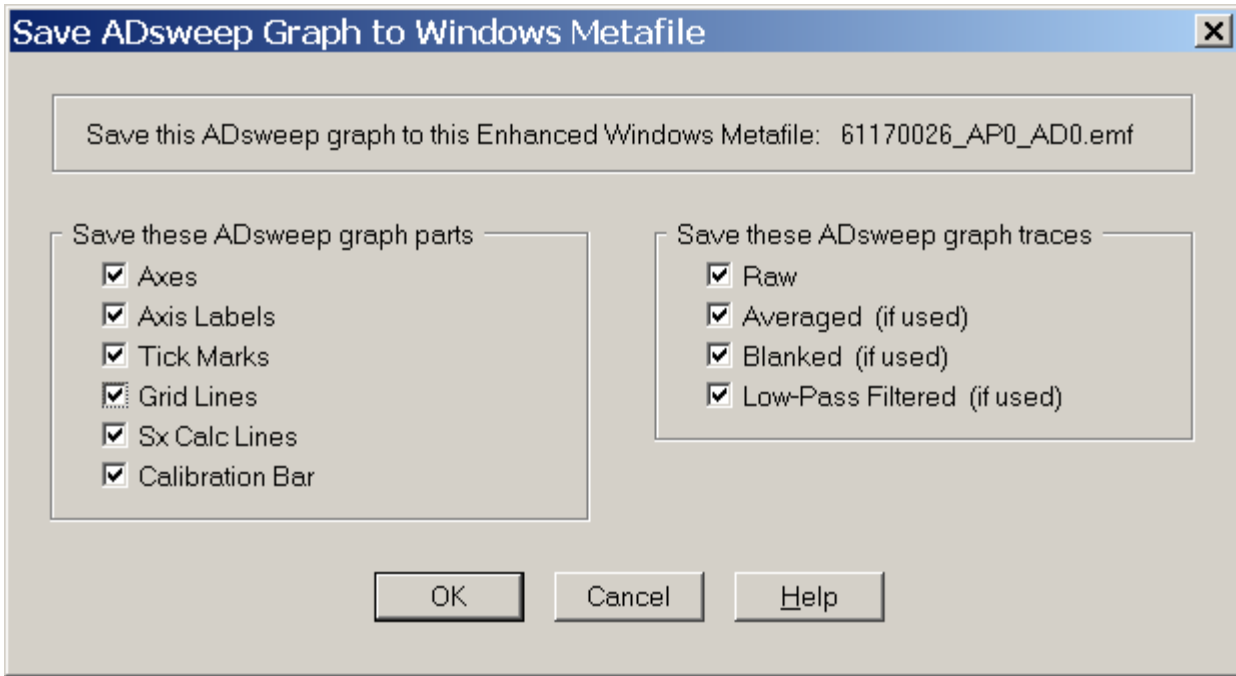 Save ADsweep Graph to Windows Metafile
Save this ADsweep graph to this Enhanced Windows Metafile: 61170026_AP0_AD0.emf
Save these ADsweep graph parts
Axes
Axis Labels
Tick Marks
Grid Lines
Sx Calc Lines
Calibration Bar
Save these ADsweep graph traces
Raw
Averaged (if used)
Blanked (if used)
Low-Pass Filtered (if used)
OK Cancel Help